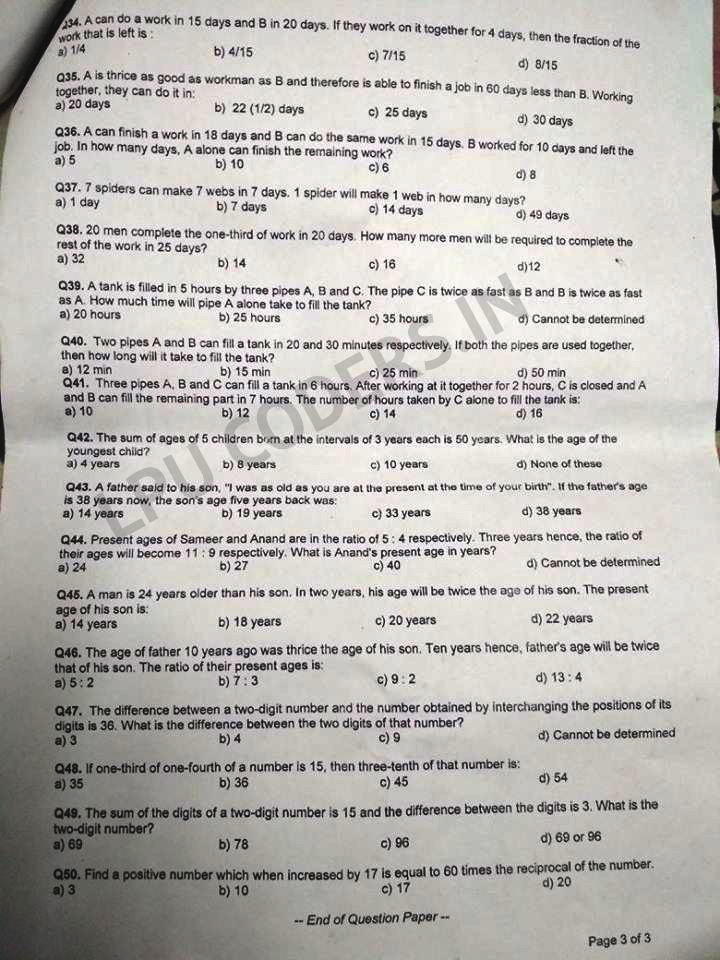 Q34. A can do a work in 15 days and B in 20 days. If they work on it together for 4 days, then the fraction of the
work that is left is :
a) 1/4 b) 4/15 c) 7/15 d) 8/15
Q35. A is thrice as good as workman as B and therefore is able to finish a job in 60 days less than B. Working
together, they can do it in:
a) 20 days b) 22 (1/2) days c) 25 days d) 30 days
Q36. A can finish a work in 18 days and B can do the same work in 15 days. B worked for 10 days and left the
job. In how many days, A alone can finish the remaining work?
a) 5 b) 10 c) 6 d) 8
Q37. 7 spiders can make 7 webs in 7 days. 1 spider will make 1 web in how many days?
a) 1 day b) 7 days c) 14 days d) 49 days
Q38. 20 men complete the one-third of work in 20 days. How many more men will be required to complete the
rest of the work in 25 days?
a) 32 b) 14 c) 16 d)12
Q39. A tank is filled in 5 hours by three pipes A, B and C. The pipe C is twice as fast as B and B is twice as fast
as A. How much time will pipe A alone take to fill the tank?
a) 20 hours b) 25 hours c) 35 hours d) Cannot be determined
Q40. Two pipes A and B can fill a tank in 20 and 30 minutes respectively. If both the pipes are used together,
then how long will it take to fill the tank?
a) 12 min b) 15 min c) 25 min d) 50 min
Q41. Three pipes A, B and C can fill a tank in 6 hours. After working at it together for 2 hours, C is closed and A
and B can fill the remaining part in 7 hours. The number of hours taken by C alone to fill the tank is:
a) 10 b) 12 c) 14 d) 16
Q42. The sum of ages of 5 children born at the intervals of 3 years each is 50 years. What is the age of the
youngest child?
a) 4 years b) 8 years c) 10 years d) None of these
Q43. A father said to his son, "I was as old as you are at the present at the time of your birth". If the father's age
is 38 years now, the son's age five years back was:
a) 14 years b) 19 years c) 33 years d) 38 years
Q44. Present ages of Sameer and Anand are in the ratio of 5 : 4 respectively. Three years hence, the ratio of
their ages will become 11 : 9 respectively. What is Anand's present age in years?
a) 24 b) 27 c) 40 d) Cannot be determined
Q45. A man is 24 years older than his son. In two years, his age will be twice the age of his son. The present
age of his son is:
a) 14 years b) 18 years c) 20 years d) 22 years
Q46. The age of father 10 years ago was thrice the age of his son. Ten years hence, father's age will be twice
that of his son. The ratio of their present ages is:
a) 5 : 2 b) 7 : 3 c) 9 : 2 d) 13 : 4
Q47. The difference between a two-digit number and the number obtained by interchanging the positions of its
digits is 36. What is the difference between the two digits of that number?
a) 3 b) 4 c) 9 d) Cannot be determined
Q48. If one-third of one-fourth of a number is 15, then three-tenth of that number is:
a) 35 b) 36 c) 45 d) 54
Q49. The sum of the digits of a two-digit number is 15 and the difference between the digits is 3. What is the
two-digit number?
a) 69 b) 78 c) 96 d) 69 or 96
Q50. Find a positive number which when increased by 17 is equal to 60 times the reciprocal of the number.
a) 3 b) 10 c) 17 d) 20
-- End of Question Paper --
Page 3 of 3
LPU CODERS.IN